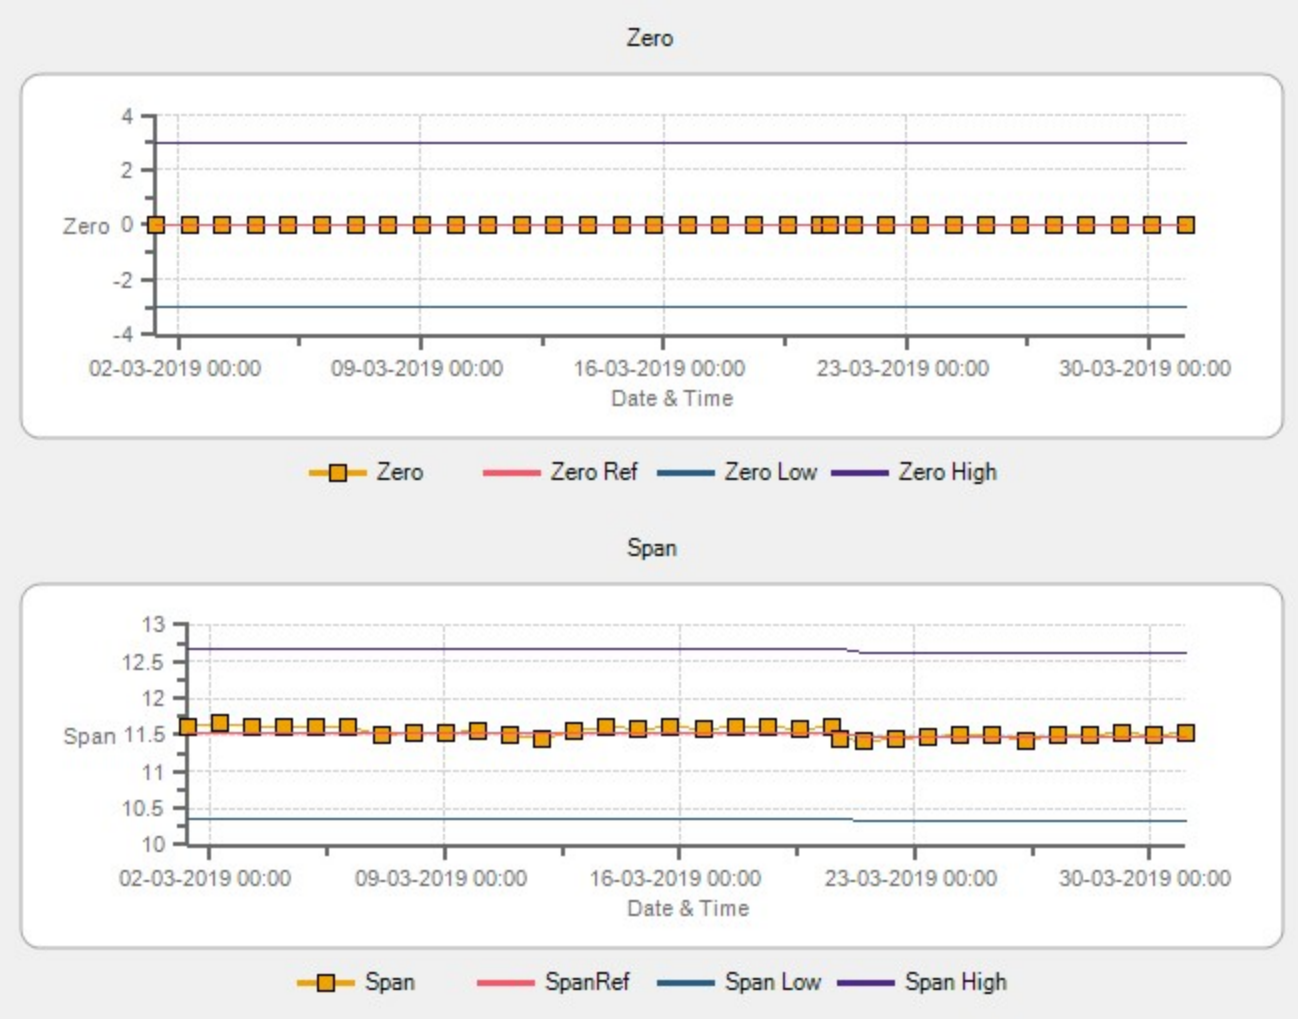 Zero
4
2
Zero 0
-2
-4
02-03-2019 00:00 09-03-2019 00:00 16-03-2019 00:00 23-03-2019 00:00 30-03-2019 00:00
Date & Time
Zero Zero Ref Zero Low Zero High
Span
13
12.5
12
Span 11.5
11
10.5
10
02-03-2019 00:00 09-03-2019 00:00 16-03-2019 00:00 23-03-2019 00:00 30-03-2019 00:00
Date & Time
Span SpanRef Span Low Span High